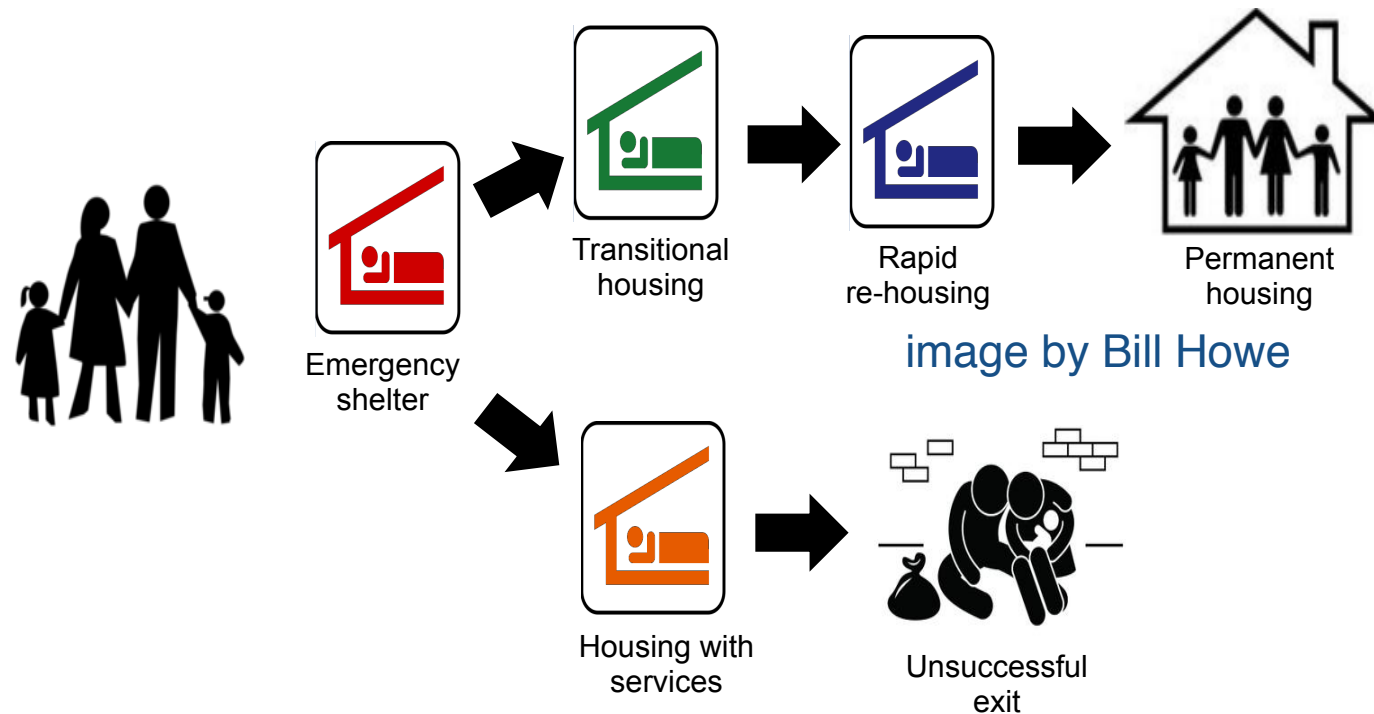 Transitional
housing
Rapid
re-housing
Permanent
housing
image by Bill Howe
Emergency
shelter
Housing with
services
Unsuccessful
exit